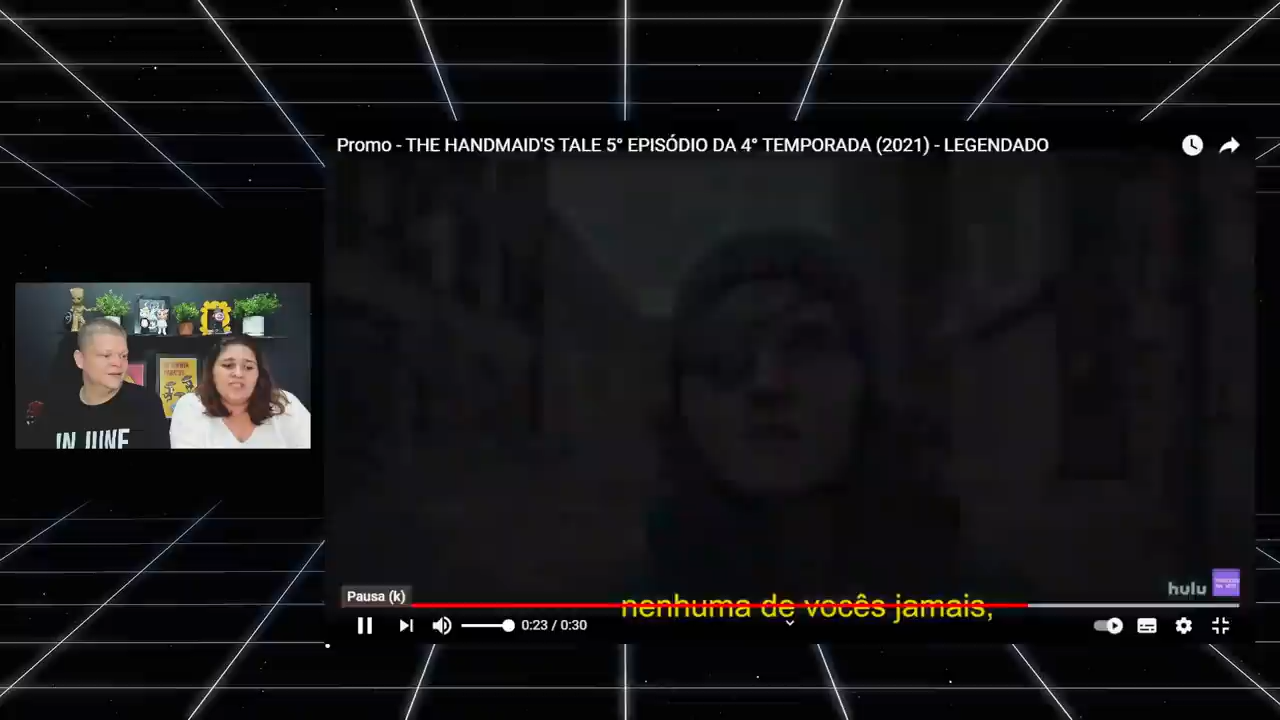 Promo - THE HANDMAID'S TALE 5° EPISÓDIO DA 4° TEMPORADA (2021) - LEGENDADO
IN JUNE
hulu
Pausa (k)
nenhuma de vocês jamais,
0:23 / 0:30